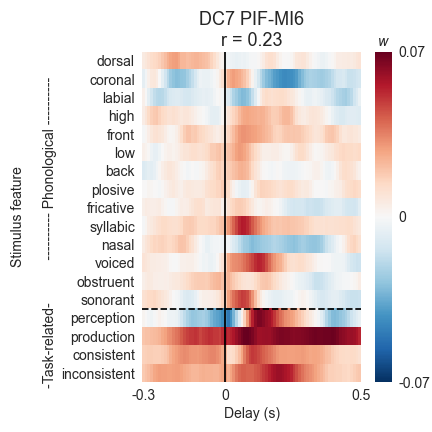 DC7 PIF-MI6
r = 0.23
w
Stimulus feature
---------- Phonological ----------
-Task-related-
dorsal
coronal
labial
high
front
low
back
plosive
fricative
syllabic
nasal
voiced
obstruent
sonorant
perception
production
consistent
inconsistent
0.07
0
-0.07
-0.3
0
0.5
Delay (s)